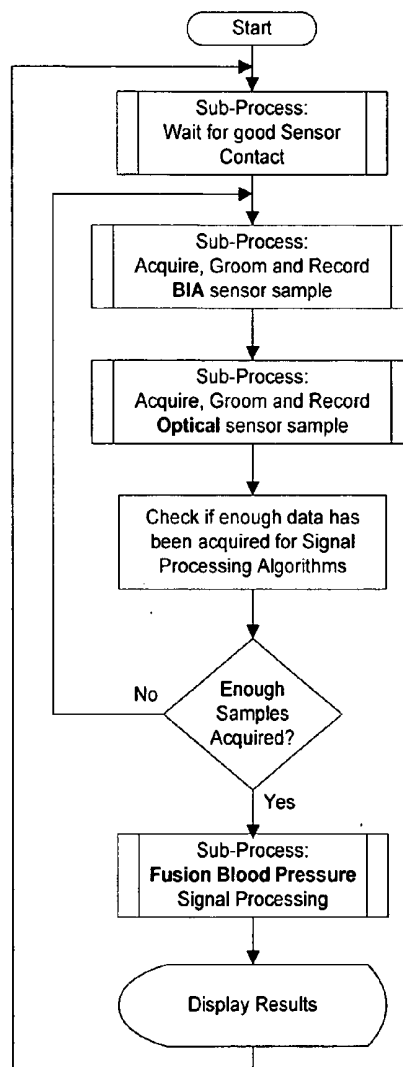 Start
Sub-Process:
Wait for good Sensor
Contact
Sub-Process:
Acquire, Groom and Record
BIA sensor sample
Sub-Process:
Acquire, Groom and Record
Optical sensor sample
Check if enough data has
been acquired for Signal
Processing Algorithms
No
Enough
Samples
Acquired?
Yes
Sub-Process:
Fusion Blood Pressure
Signal Processing
Display Results